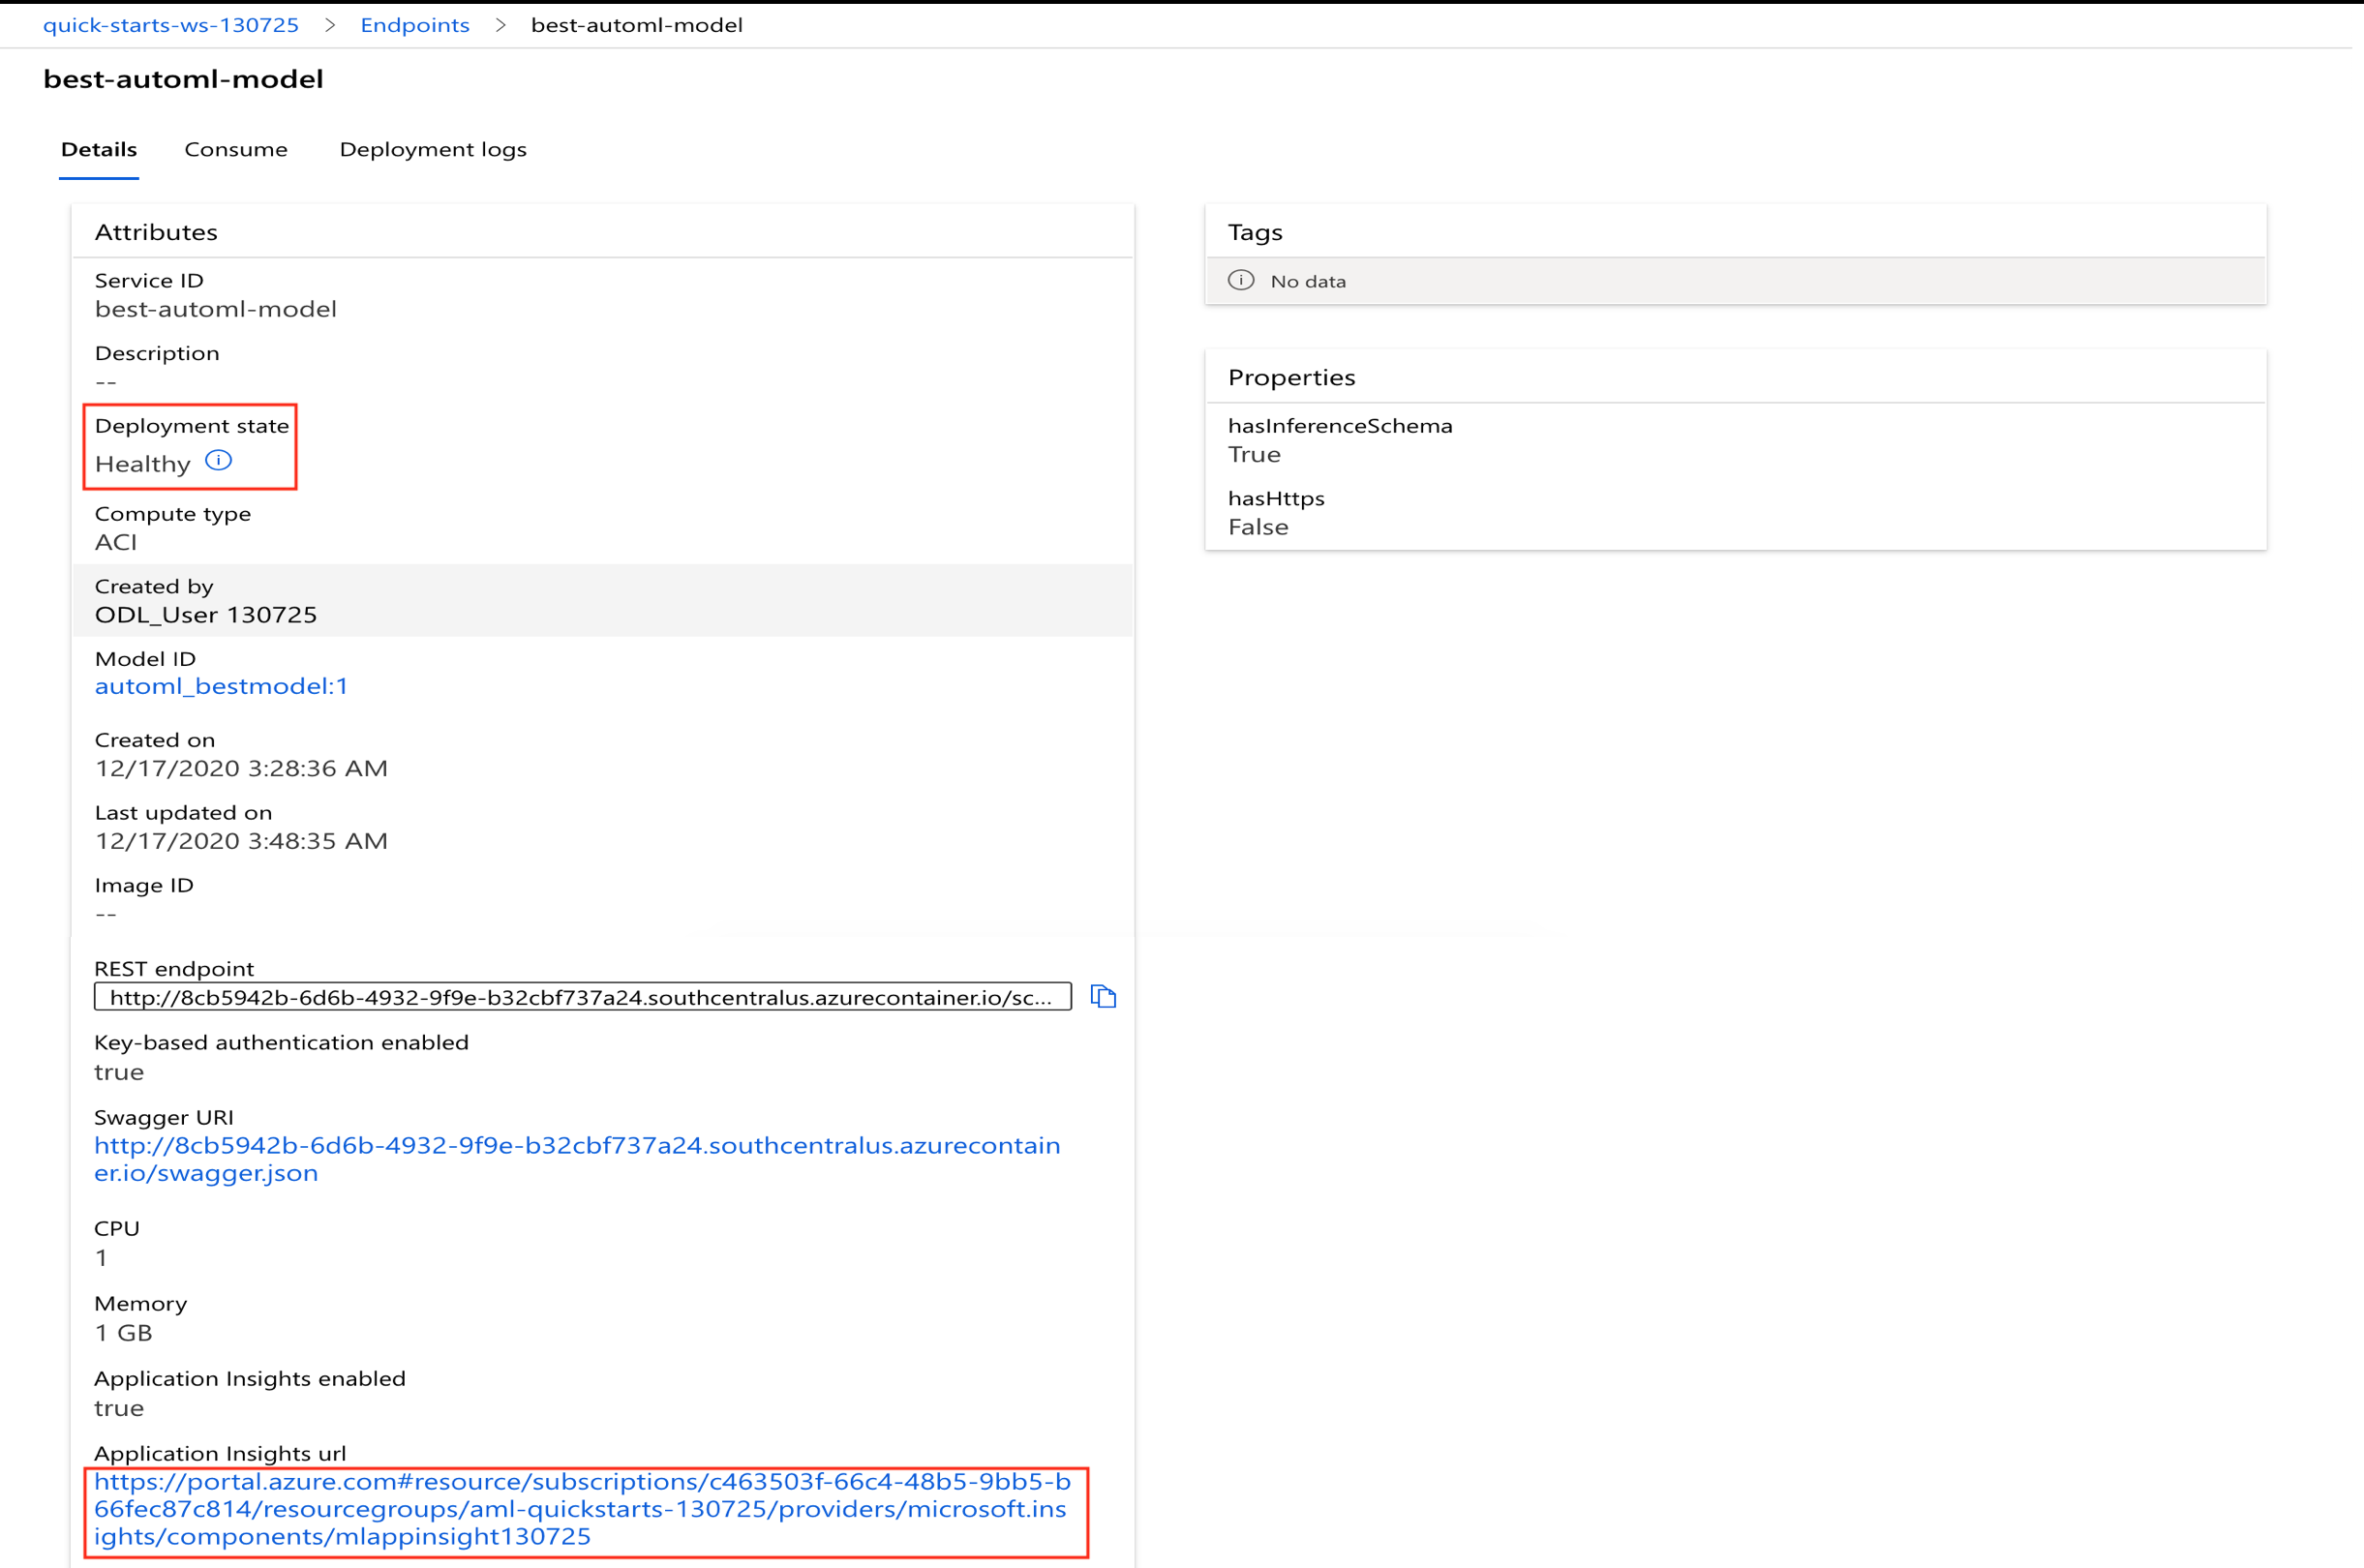 quick-starts-ws-130725 > Endpoints > best-automl-model
best-automl-model
Details Consume Deployment logs
Attributes
Service ID
best-automl-model
Description
--
Deployment state
Healthy
Compute type
ACI
Created by
ODL_User 130725
Model ID
automl_bestmodel:1
Created on
12/17/2020 3:28:36 AM
Last updated on
12/17/2020 3:48:35 AM
Image ID
--
REST endpoint
http://8cb5942b-6d6b-4932-9f9e-b32cbf737a24.southcentralus.azurecontainer.io/sc...
Key-based authentication enabled
true
Swagger URI
http://8cb5942b-6d6b-4932-9f9e-b32cbf737a24.southcentralus.azurecontain
er.io/swagger.json
CPU
1
Memory
1 GB
Application Insights enabled
true
Application Insights url
https://portal.azure.com#resource/subscriptions/c463503f-66c4-48b5-9bb5-b
66fec87c814/resourcegroups/aml-quickstarts-130725/providers/microsoft.ins
ights/components/mlappinsight130725
Tags
No data
Properties
hasInferenceSchema
True
hasHttps
False